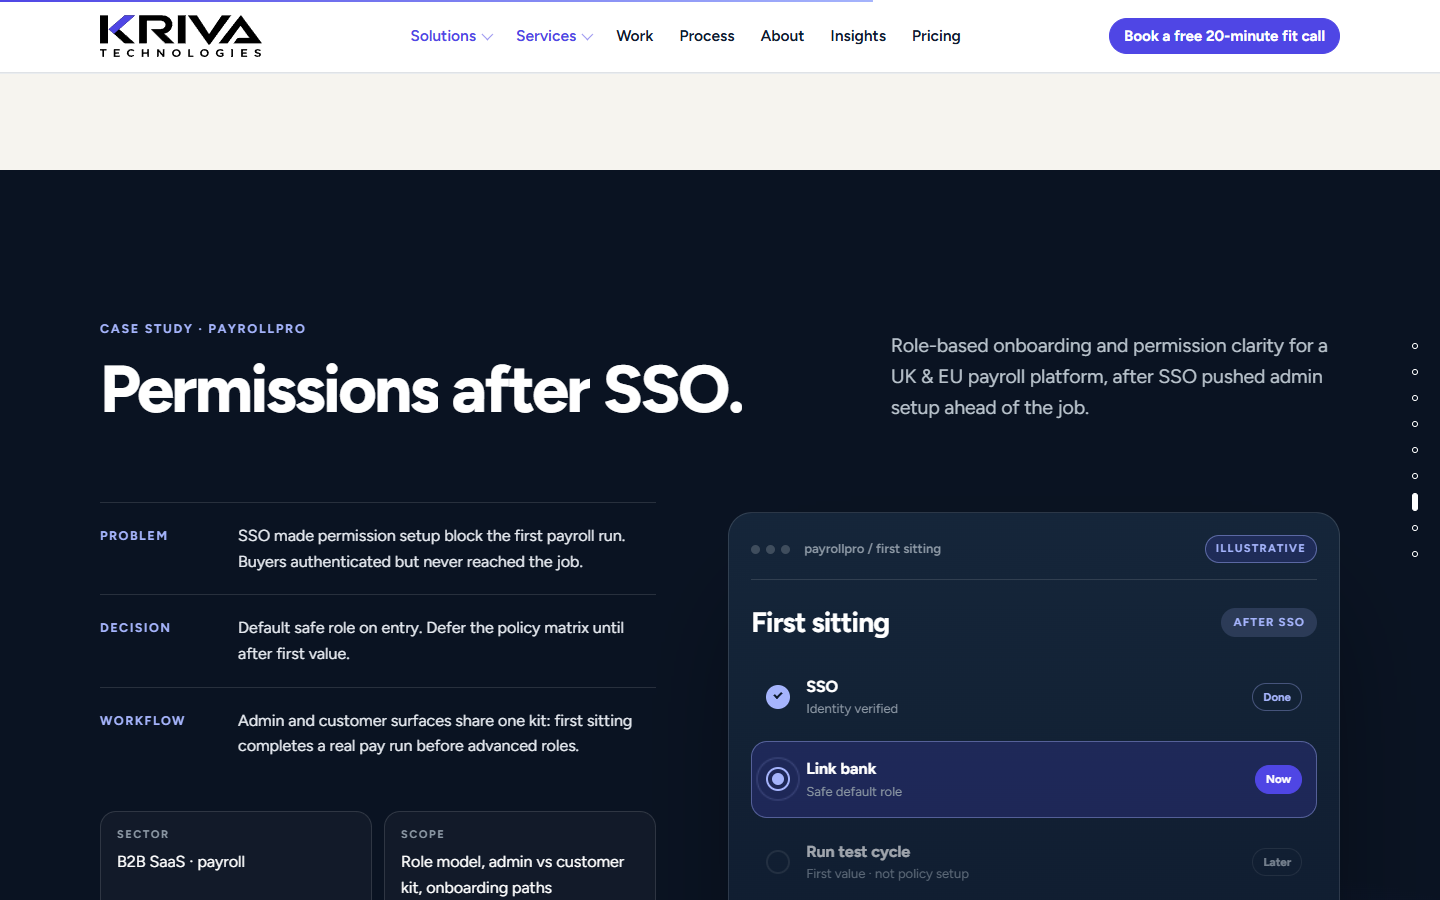 KRIVA
TECHNOLOGIES
Solutions
Services
Work
Process
About
Insights
Pricing
Book a free 20-minute fit call
CASE STUDY · PAYROLLPRO
Permissions after SSO.
Role-based onboarding and permission clarity for a
UK & EU payroll platform, after SSO pushed admin
setup ahead of the job.
PROBLEM
SSO made permission setup block the first payroll run.
Buyers authenticated but never reached the job.
DECISION
Default safe role on entry. Defer the policy matrix until
after first value.
WORKFLOW
Admin and customer surfaces share one kit: first sitting
completes a real pay run before advanced roles.
SECTOR
B2B SaaS · payroll
SCOPE
Role model, admin vs customer
kit, onboarding paths
payrollpro / first sitting
ILLUSTRATIVE
First sitting
AFTER SSO
SSO
Identity verified
Done
Link bank
Safe default role
Now
Run test cycle
First value · not policy setup
Later